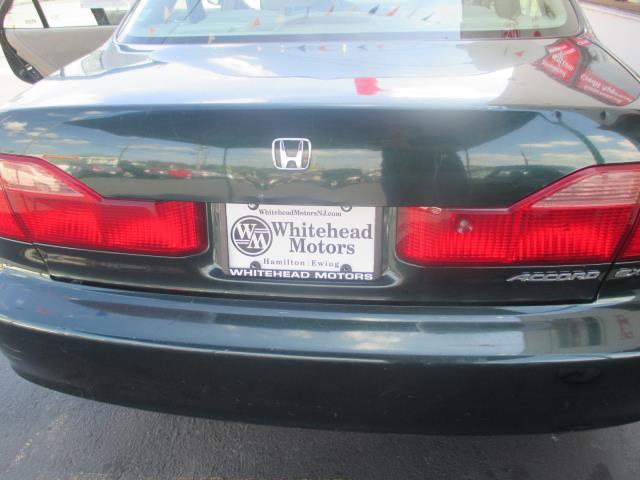 WhiteheadMotorsNJ.com
WM
Whitehead
Motors
Hamilton | Ewing
WHITEHEAD MOTORS
ACCORD